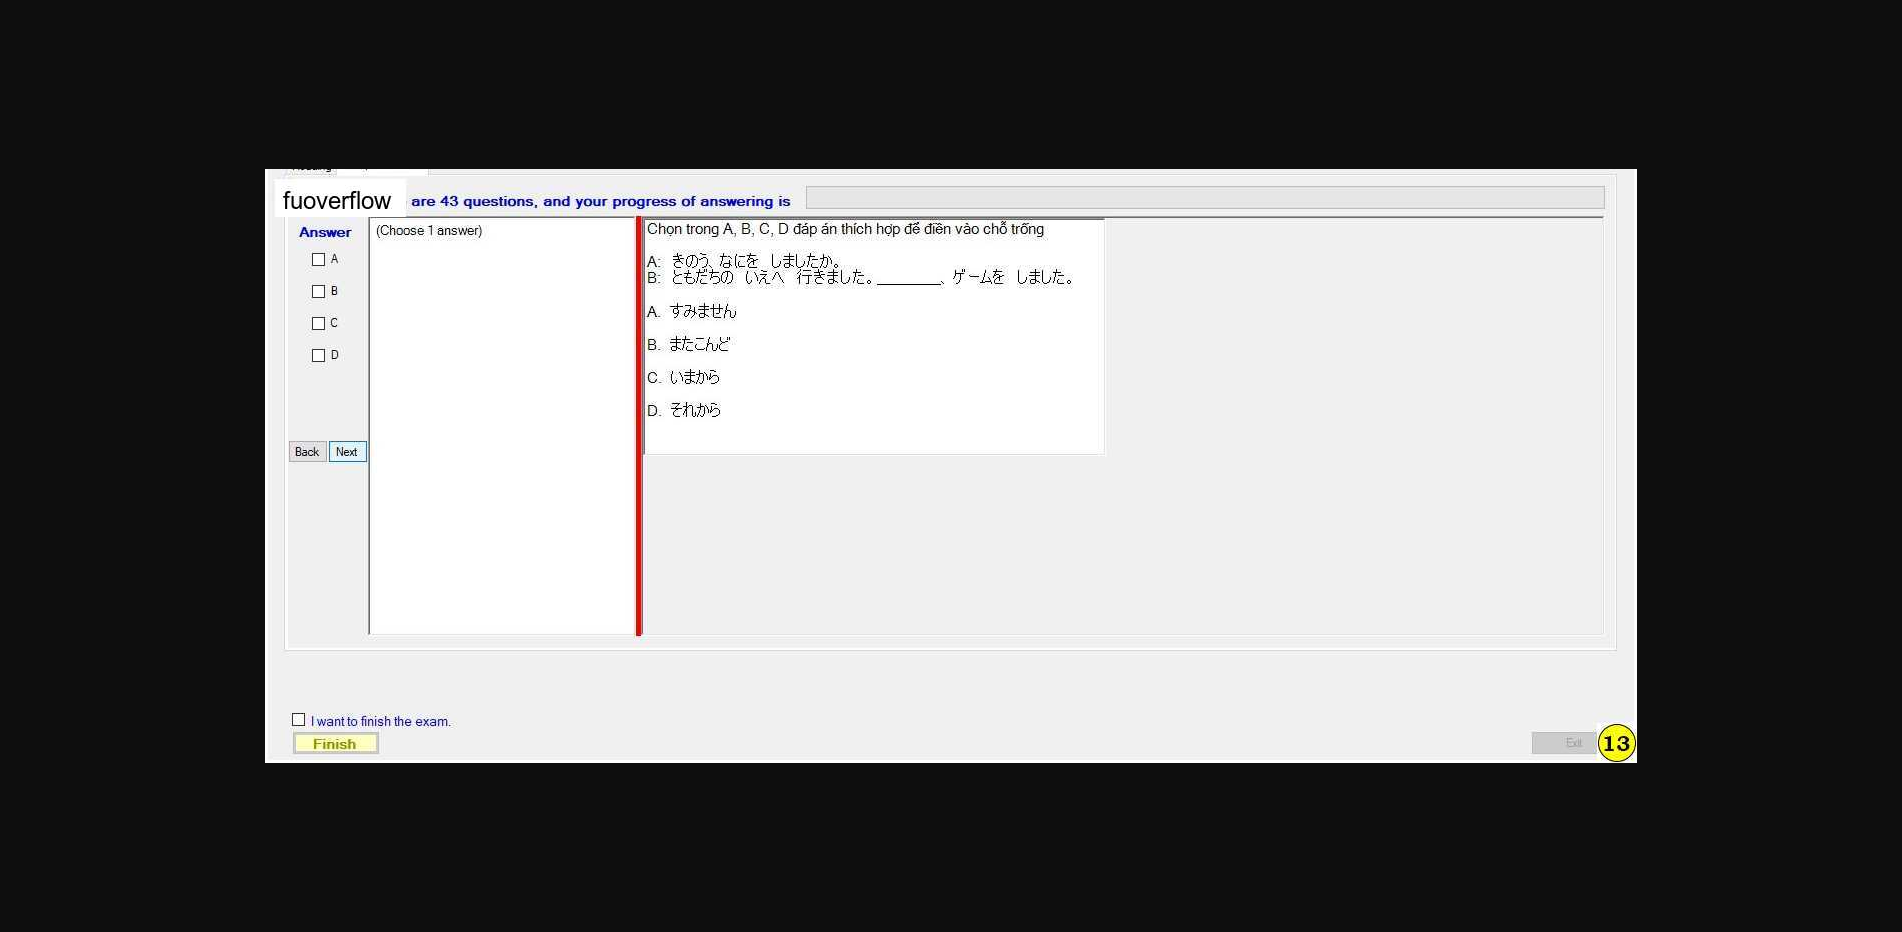 fuoverflow are 43 questions, and your progress of answering is
Answer
(Choose 1 answer)
A
B
C
D
Back Next
Chọn trong A, B, C, D đáp án thích hợp để điền vào chỗ trống
A: きのう、なにを しましたか。
B: ともだちの いえへ 行きました。________、ゲームを しました。
A. すみません
B. またこんど
C. いまから
D. それから
I want to finish the exam.
Finish
Exit
13